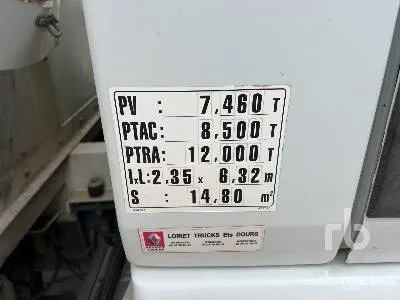 PV : 7,460 T
PTAC: 8,500 T
PTRA: 12,000 T
L×L: 2,35 × 6,32 m
S : 14,80 m²
LOIRET TRUCKS Ets DOURS
rb